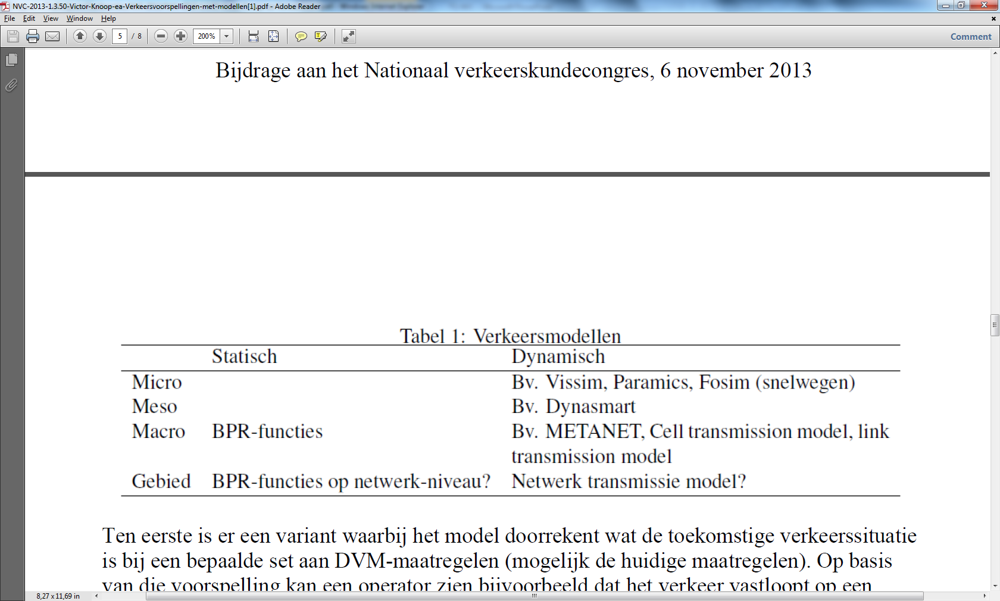 NVC-2013-1.3.50-Victor-Knoop-ea-Verkeersvoorspellingen-met-modellen[1].pdf - Adobe Reader
File Edit View Window Help
5 / 8 200% Comment
Bijdrage aan het Nationaal verkeerskundecongres, 6 november 2013
Tabel 1: Verkeersmodellen
Statisch Dynamisch
Micro Bv. Vissim, Paramics, Fosim (snelwegen)
Meso Bv. Dynasmart
Macro BPR-functies Bv. METANET, Cell transmission model, link
transmission model
Gebied BPR-functies op netwerk-niveau? Netwerk transmissie model?
Ten eerste is er een variant waarbij het model doorrekent wat de toekomstige verkeerssituatie
is bij een bepaalde set aan DVM-maatregelen (mogelijk de huidige maatregelen). Op basis
van die voorspelling kan een operator zien bijvoorbeeld dat het verkeer vastloopt op een
8,27 x 11,69 in